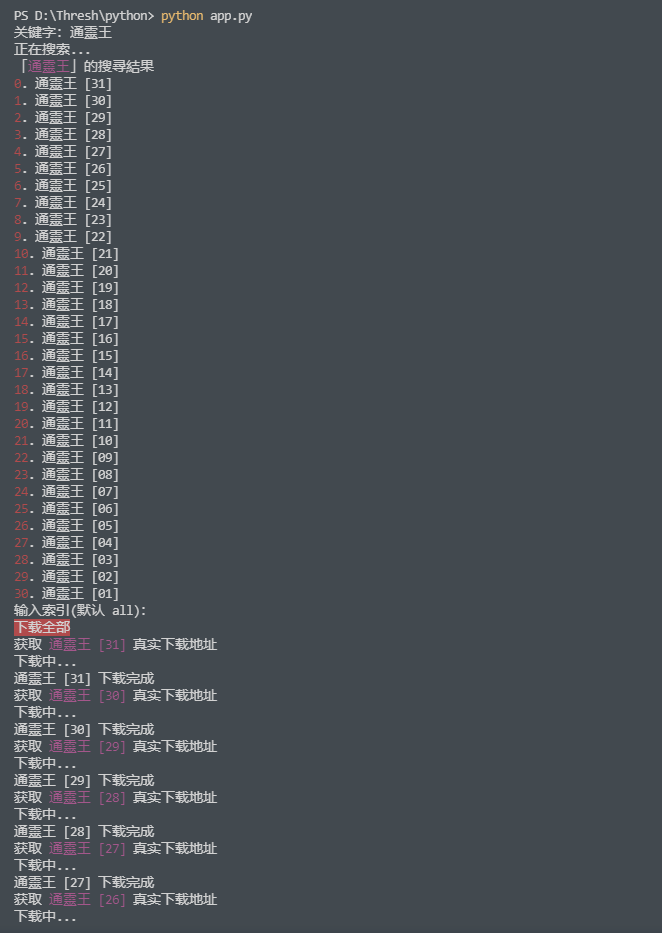 PS D:\Thresh\python> python app.py
关键字: 通靈王
正在搜索...
「通靈王」的搜尋結果
0. 通靈王 [31]
1. 通靈王 [30]
2. 通靈王 [29]
3. 通靈王 [28]
4. 通靈王 [27]
5. 通靈王 [26]
6. 通靈王 [25]
7. 通靈王 [24]
8. 通靈王 [23]
9. 通靈王 [22]
10. 通靈王 [21]
11. 通靈王 [20]
12. 通靈王 [19]
13. 通靈王 [18]
14. 通靈王 [17]
15. 通靈王 [16]
16. 通靈王 [15]
17. 通靈王 [14]
18. 通靈王 [13]
19. 通靈王 [12]
20. 通靈王 [11]
21. 通靈王 [10]
22. 通靈王 [09]
23. 通靈王 [08]
24. 通靈王 [07]
25. 通靈王 [06]
26. 通靈王 [05]
27. 通靈王 [04]
28. 通靈王 [03]
29. 通靈王 [02]
30. 通靈王 [01]
输入索引(默认 all):
下载全部
获取 通靈王 [31] 真实下载地址
下载中...
通靈王 [31] 下载完成
获取 通靈王 [30] 真实下载地址
下载中...
通靈王 [30] 下载完成
获取 通靈王 [29] 真实下载地址
下载中...
通靈王 [29] 下载完成
获取 通靈王 [28] 真实下载地址
下载中...
通靈王 [28] 下载完成
获取 通靈王 [27] 真实下载地址
下载中...
通靈王 [27] 下载完成
获取 通靈王 [26] 真实下载地址
下载中...